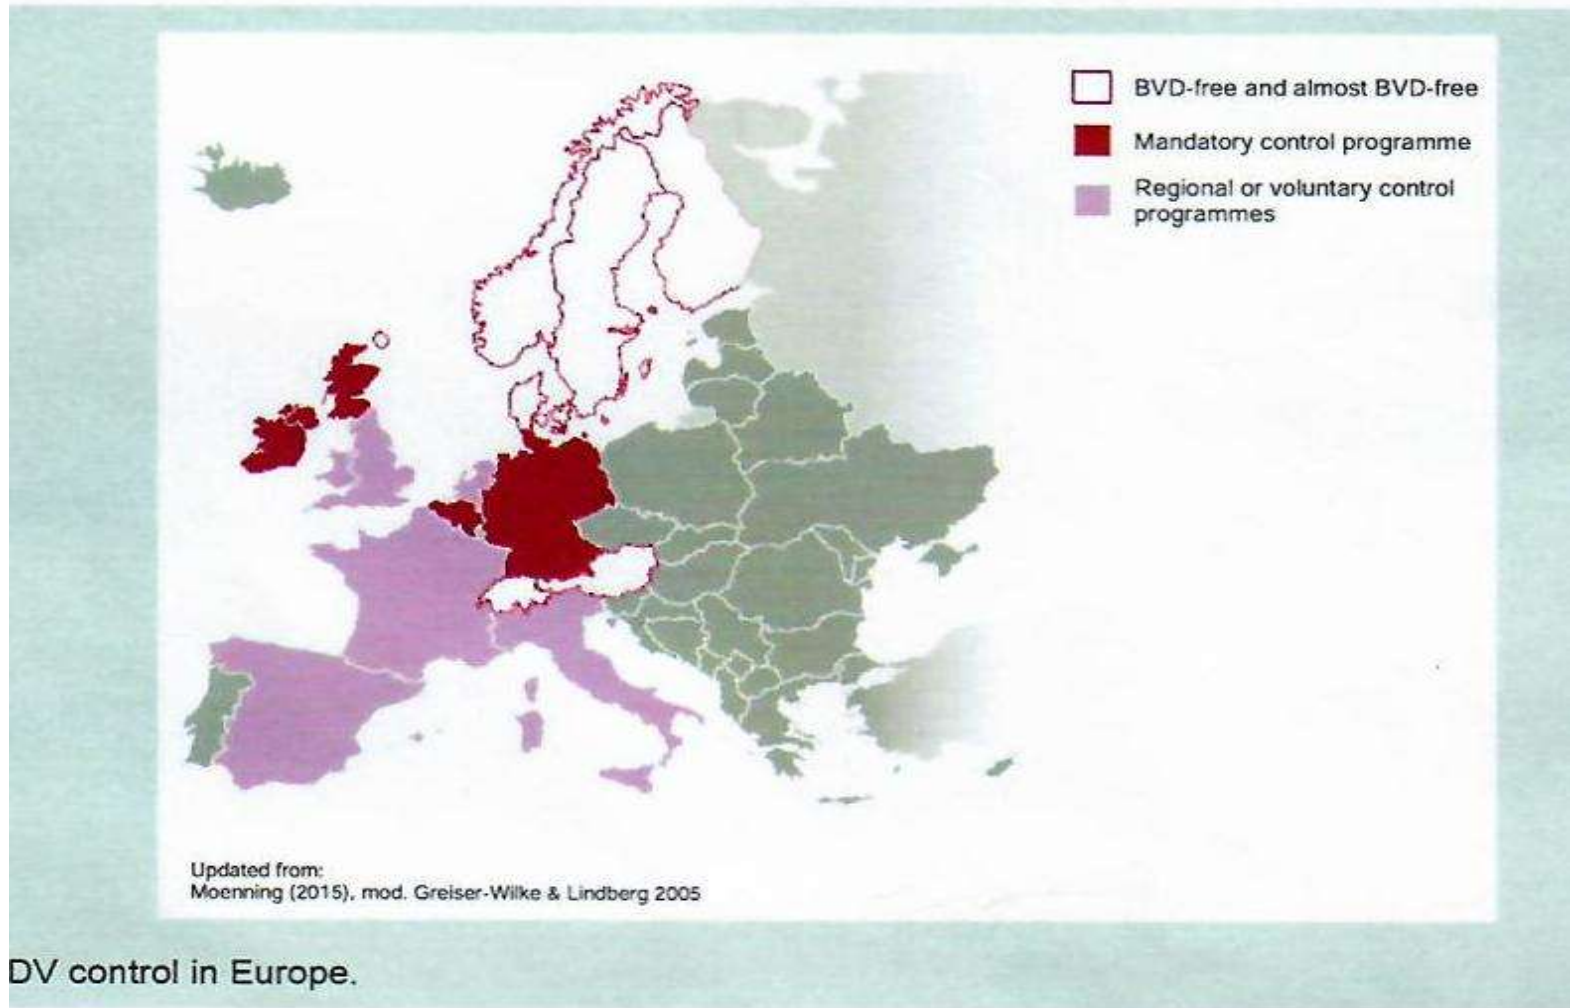 BVD-free and almost BVD-free
Mandatory control programme
Regional or voluntary control
programmes
Updated from:
Moenning (2015), mod. Greiser-Wilke & Lindberg 2005
DV control in Europe.